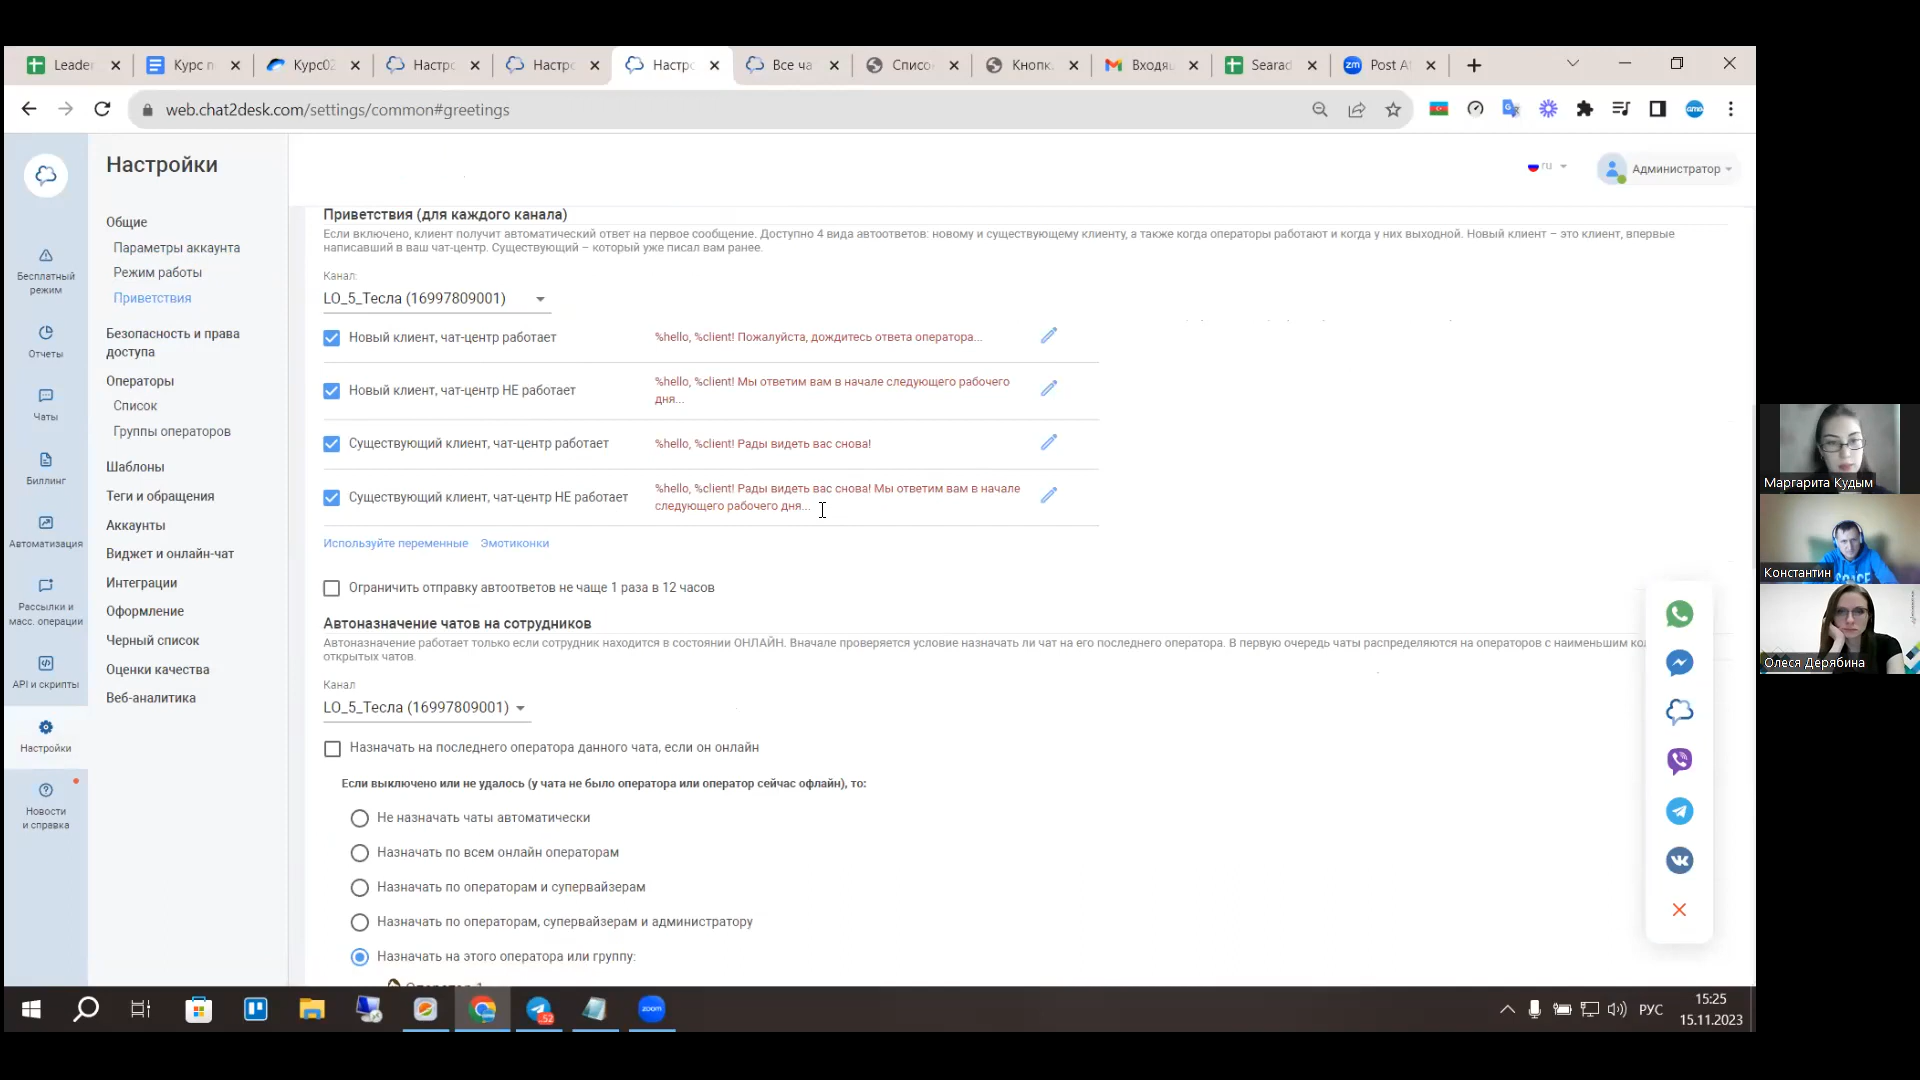 Leade
Курс п
Курс02
Настро
Настро
Настро
Все ча
Списо
Кнопк.
Входящ
Searad
Post A
web.chat2desk.com/settings/common#greetings
Настройки
ru
Администратор
Бесплатный
режим
Отчеты
Чаты
Биллинг
Автоматизация
Рассылки и
масс. операции
API и скрипты
Настройки
Новости
и справка
Общие
Параметры аккаунта
Режим работы
Приветствия
Безопасность и права
доступа
Операторы
Список
Группы операторов
Шаблоны
Теги и обращения
Аккаунты
Виджет и онлайн-чат
Интеграции
Оформление
Черный список
Оценки качества
Веб-аналитика
Приветствия (для каждого канала)
Если включено, клиент получит автоматический ответ на первое сообщение. Доступно 4 вида автоответов: новому и существующему клиенту, а также когда операторы работают и когда у них выходной. Новый клиент – это клиент, впервые
написавший в ваш чат-центр. Существующий – который уже писал вам ранее.
Канал:
LO_5_Тесла (16997809001)
Новый клиент, чат-центр работает
%hello, %client! Пожалуйста, дождитесь ответа оператора...
Новый клиент, чат-центр НЕ работает
%hello, %client! Мы ответим вам в начале следующего рабочего
дня...
Существующий клиент, чат-центр работает
%hello, %client! Рады видеть вас снова!
Существующий клиент, чат-центр НЕ работает
%hello, %client! Рады видеть вас снова! Мы ответим вам в начале
следующего рабочего дня...
Используйте переменные
Эмотиконки
Ограничить отправку автоответов не чаще 1 раза в 12 часов
Автоназначение чатов на сотрудников
Автоназначение работает только если сотрудник находится в состоянии ОНЛАЙН. Вначале проверяется условие назначать ли чат на его последнего оператора. В первую очередь чаты распределяются на операторов с наименьшим кол
открытых чатов.
Канал
LO_5_Тесла (16997809001)
Назначать на последнего оператора данного чата, если он онлайн
Если выключено или не удалось (у чата не было оператора или оператор сейчас офлайн), то:
Не назначать чаты автоматически
Назначать по всем онлайн операторам
Назначать по операторам и супервайзерам
Назначать по операторам, супервайзерам и администратору
Назначать на этого оператора или группу:
Оператор 1
Маргарита Кудым
Константин
Олеся Дерябина
52
zoom
РУС
15:25
15.11.2023